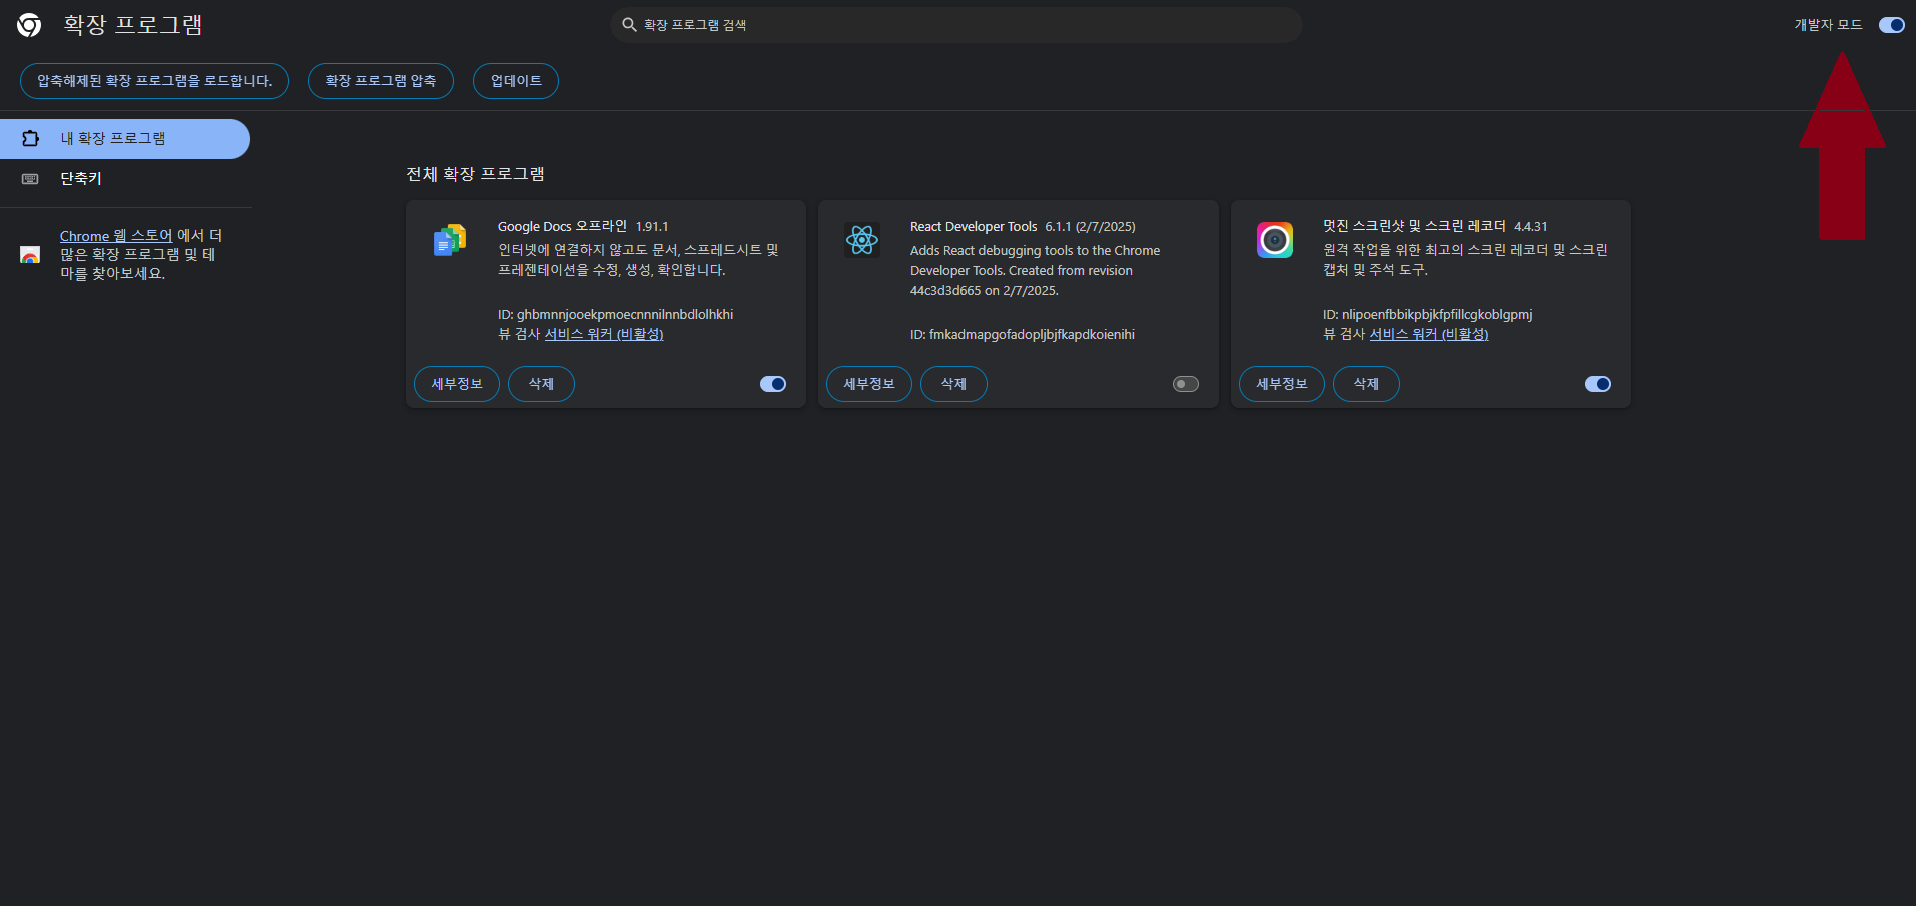 확장 프로그램
확장 프로그램 검색
개발자 모드
압축해제된 확장 프로그램을 로드합니다.
확장 프로그램 압축
업데이트
내 확장 프로그램
단축키
Chrome 웹 스토어 에서 더
많은 확장 프로그램 및 테
마를 찾아보세요.
전체 확장 프로그램
Google Docs 오프라인 1.91.1
인터넷에 연결하지 않고도 문서, 스프레드시트 및
프레젠테이션을 수정, 생성, 확인합니다.
ID: ghbmnnjooekpmoecnnnilnnbdlolhkhi
뷰 검사 서비스 워커 (비활성)
세부정보
삭제
React Developer Tools 6.1.1 (2/7/2025)
Adds React debugging tools to the Chrome
Developer Tools. Created from revision
44c3d3d665 on 2/7/2025.
ID: fmkadmapgofadopljbjfkapdkoienihi
세부정보
삭제
멋진 스크린샷 및 스크린 레코더 4.4.31
원격 작업을 위한 최고의 스크린 레코더 및 스크린
캡처 및 주석 도구.
ID: nlipoenfbbikpbjkfpfillcgkoblgpmj
뷰 검사 서비스 워커 (비활성)
세부정보
삭제